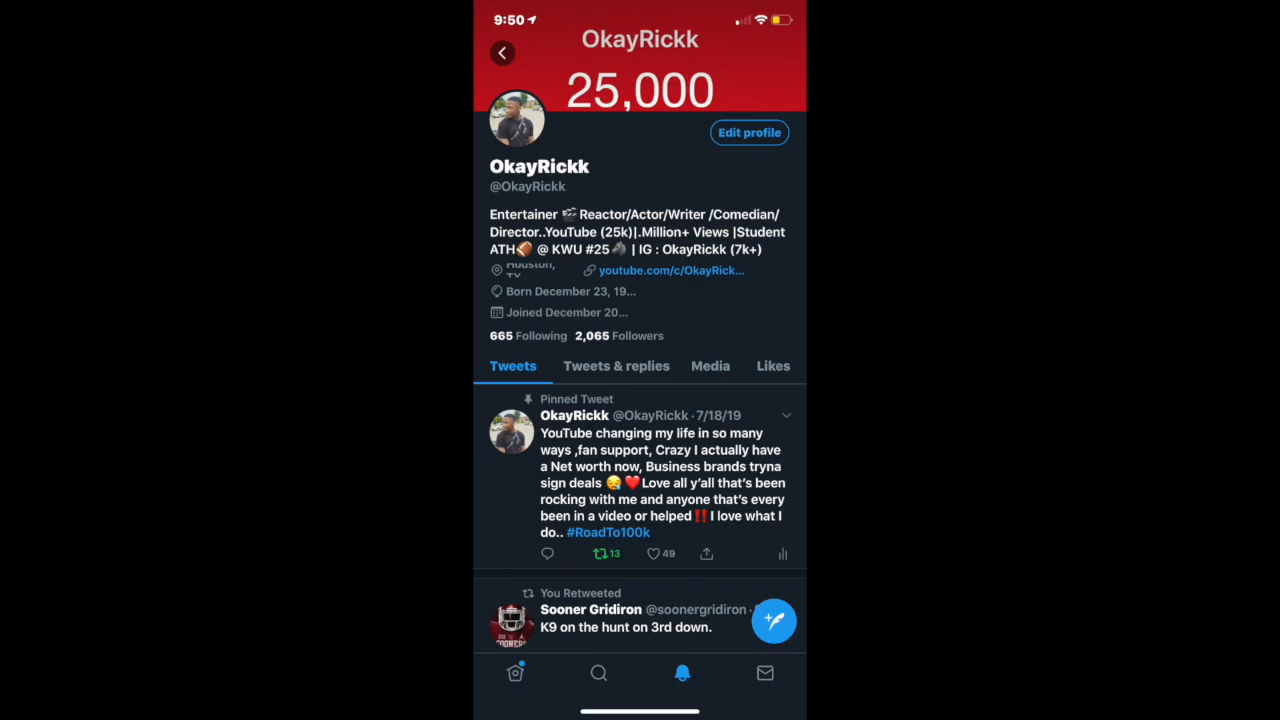 9:50
OkayRickk
25,000
Edit profile
OkayRickk
@OkayRickk
Entertainer 🎬Reactor/Actor/Writer /Comedian/
Director..YouTube (25k)|.Million+ Views |Student
ATH🏈 @ KWU #25🐴 | IG : OkayRickk (7k+)
Houston,
TX
youtube.com/c/OkayRick...
Born December 23, 19...
Joined December 20...
665 Following 2,065 Followers
Tweets Tweets & replies Media Likes
Pinned Tweet
OkayRickk @OkayRickk · 7/18/19
YouTube changing my life in so many
ways ,fan support, Crazy I actually have
a Net worth now, Business brands tryna
sign deals 😪❤️Love all y’all that’s been
rocking with me and anyone that’s every
been in a video or helped‼️I love what I
do.. #RoadTo100k
13 49
You Retweeted
Sooner Gridiron @soonergridiron ·
K9 on the hunt on 3rd down.
SOONER